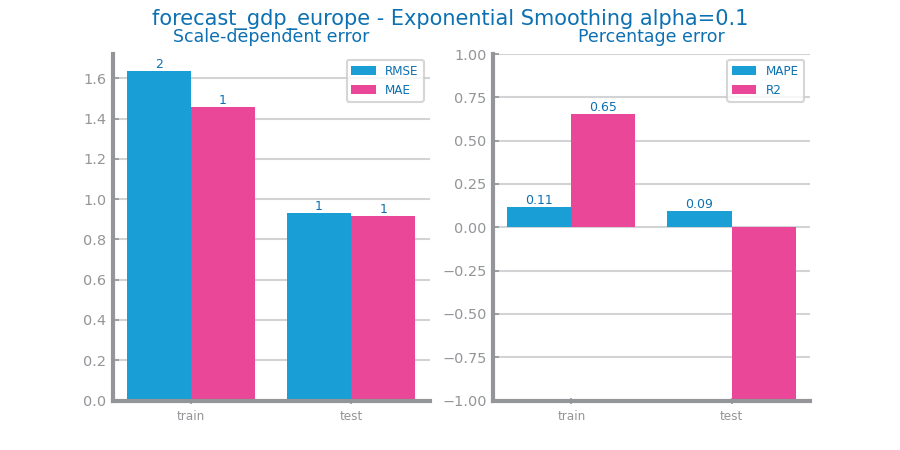 forecast_gdp_europe - Exponential Smoothing alpha=0.1
Scale-dependent error
1.6
1.4
1.2
1.0
0.8
0.6
0.4
0.2
0.0
2
1
1
1
RMSE
MAE
train
test
Percentage error
1.00
0.75
0.50
0.25
0.00
−0.25
−0.50
−0.75
−1.00
0.11
0.65
0.09
MAPE
R2
train
test